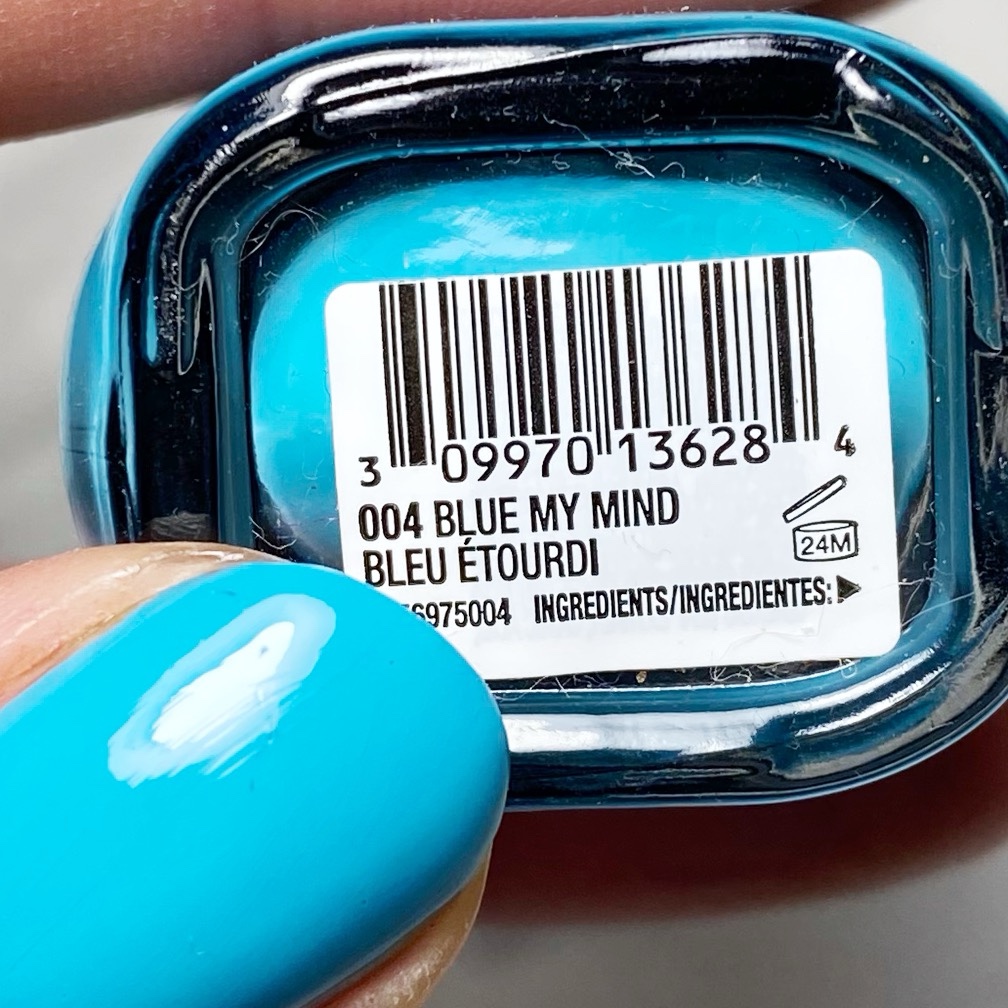 3 09970 13628 4
004 BLUE MY MIND
BLEU ÉTOURDI
24M
INGREDIENTS/INGREDIENTES: